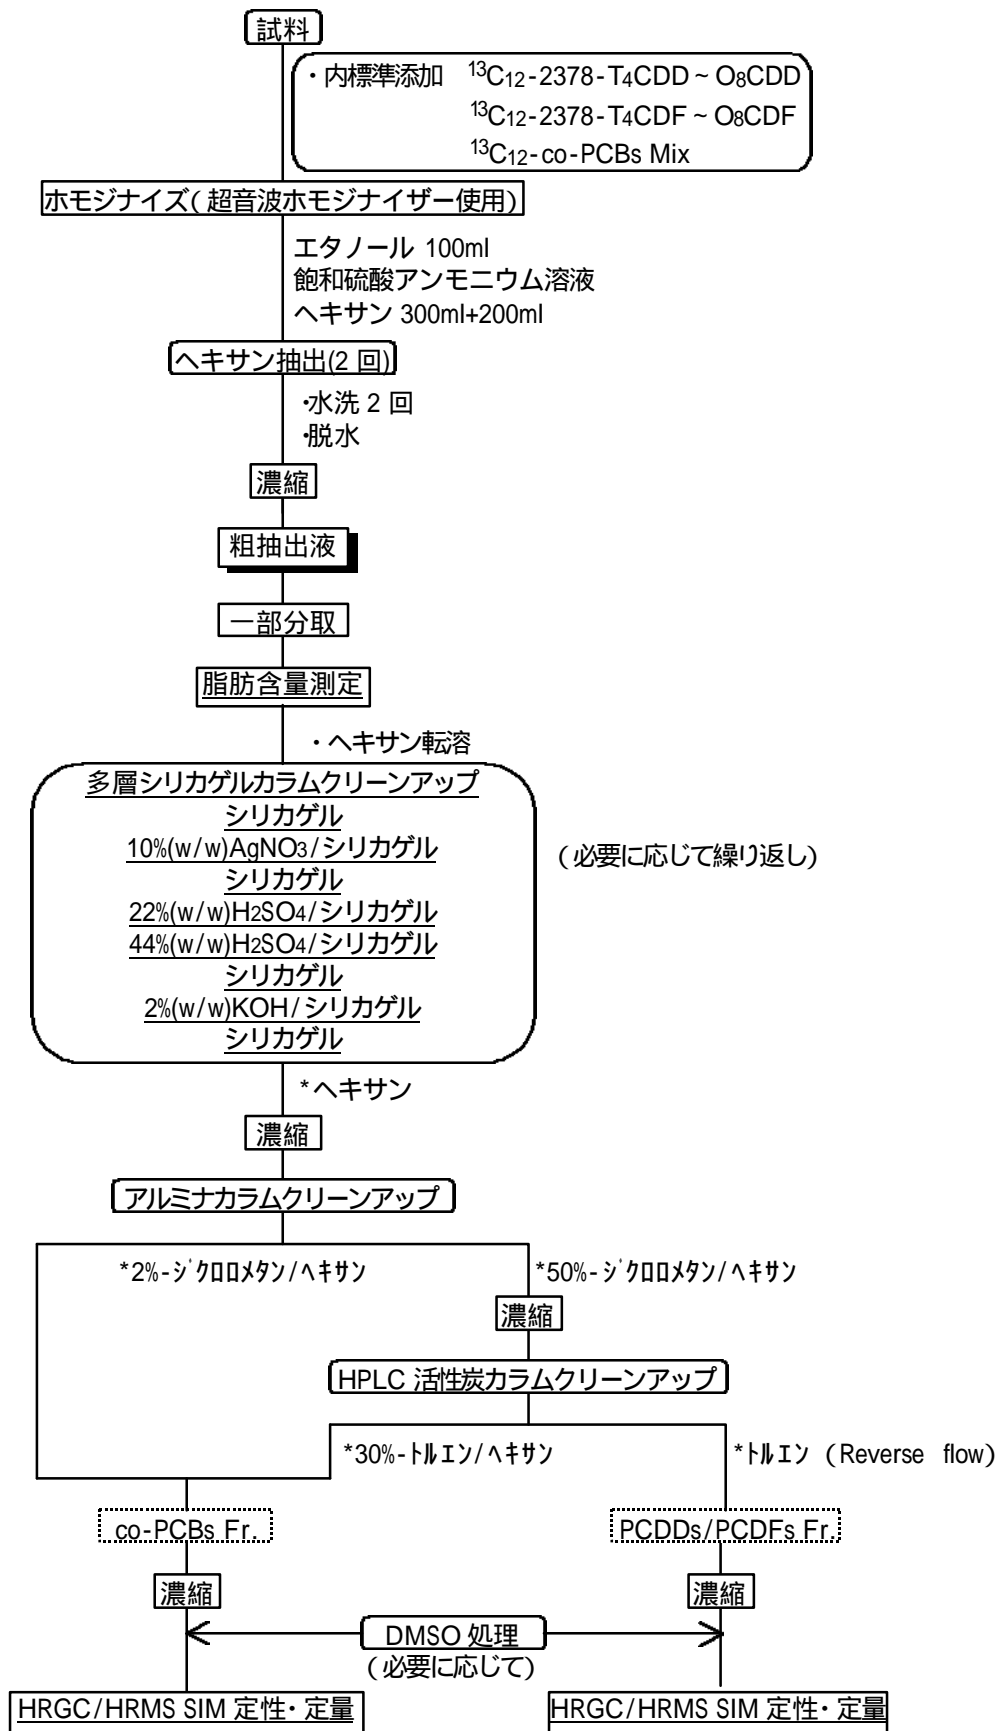 試料
・内標準添加 ¹³C12-2378-T4CDD ~ O8CDD
¹³C12-2378-T4CDF ~ O8CDF
¹³C12-co-PCBs Mix
ホモジナイズ(超音波ホモジナイザー使用)
エタノール 100ml
飽和硫酸アンモニウム溶液
ヘキサン 300ml+200ml
ヘキサン抽出(2 回)
・水洗 2 回
・脱水
濃縮
粗抽出液
一部分取
脂肪含量測定
・ヘキサン転溶
多層シリカゲルカラムクリーンアップ
シリカゲル
10%(w/w)AgNO3/シリカゲル
(必要に応じて繰り返し)
シリカゲル
22%(w/w)H2SO4/シリカゲル
44%(w/w)H2SO4/シリカゲル
シリカゲル
2%(w/w)KOH/シリカゲル
シリカゲル
*ヘキサン
濃縮
アルミナカラムクリーンアップ
*2%-ジクロロメタン/ヘキサン
*50%-ジクロロメタン/ヘキサン
濃縮
HPLC 活性炭カラムクリーンアップ
*30%-トルエン/ヘキサン
*トルエン (Reverse flow)
co-PCBs Fr.
PCDDs/PCDFs Fr.
濃縮
濃縮
DMSO 処理
(必要に応じて)
HRGC/HRMS SIM 定性・定量
HRGC/HRMS SIM 定性・定量